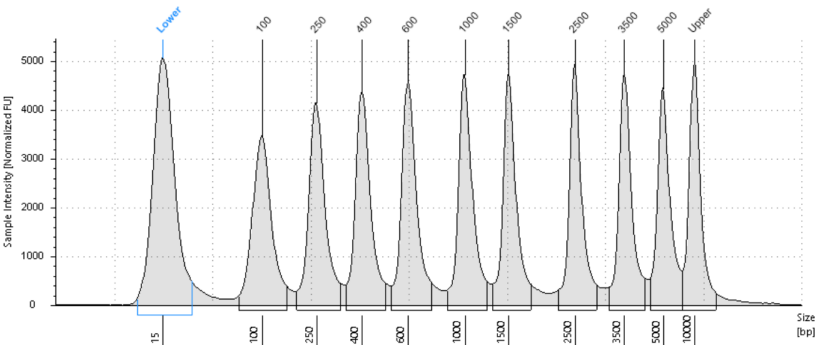 Lower 100 250 400 600 1000 1500 2500 3500 5000 Upper
Sample Intensity [Normalized FU]
5000
4000
3000
2000
1000
0
15 100 250 400 600 1000 1500 2500 3500 5000 10000
Size
[bp]